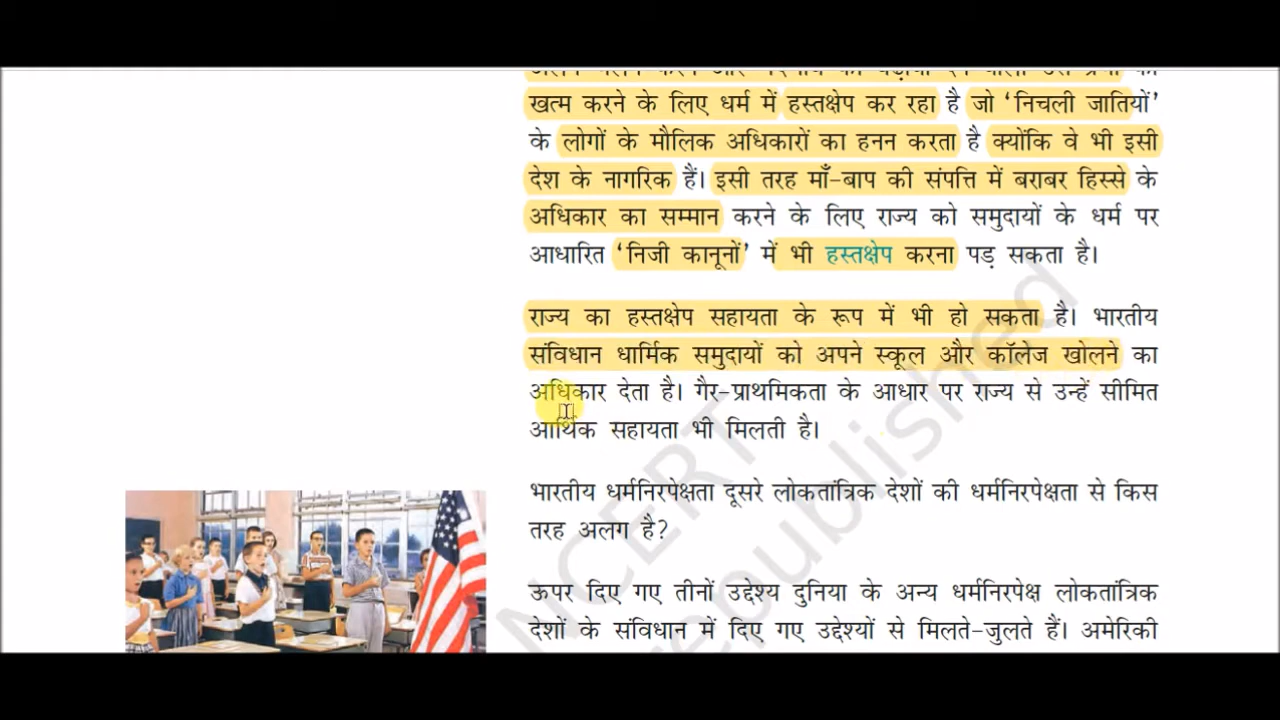 खत्म करने के लिए धर्म में हस्तक्षेप कर रहा है जो ‘निचली जातियों’
के लोगों के मौलिक अधिकारों का हनन करता है क्योंकि वे भी इसी
देश के नागरिक हैं। इसी तरह माँ-बाप की संपत्ति में बराबर हिस्से के
अधिकार का सम्मान करने के लिए राज्य को समुदायों के धर्म पर
आधारित ‘निजी कानूनों’ में भी हस्तक्षेप करना पड़ सकता है।
राज्य का हस्तक्षेप सहायता के रूप में भी हो सकता है। भारतीय
संविधान धार्मिक समुदायों को अपने स्कूल और कॉलेज खोलने का
अधिकार देता है। गैर-प्राथमिकता के आधार पर राज्य से उन्हें सीमित
आर्थिक सहायता भी मिलती है।
भारतीय धर्मनिरपेक्षता दूसरे लोकतांत्रिक देशों की धर्मनिरपेक्षता से किस
तरह अलग है?
ऊपर दिए गए तीनों उद्देश्य दुनिया के अन्य धर्मनिरपेक्ष लोकतांत्रिक
देशों के संविधान में दिए गए उद्देश्यों से मिलते-जुलते हैं। अमेरिकी
NCERT
republished